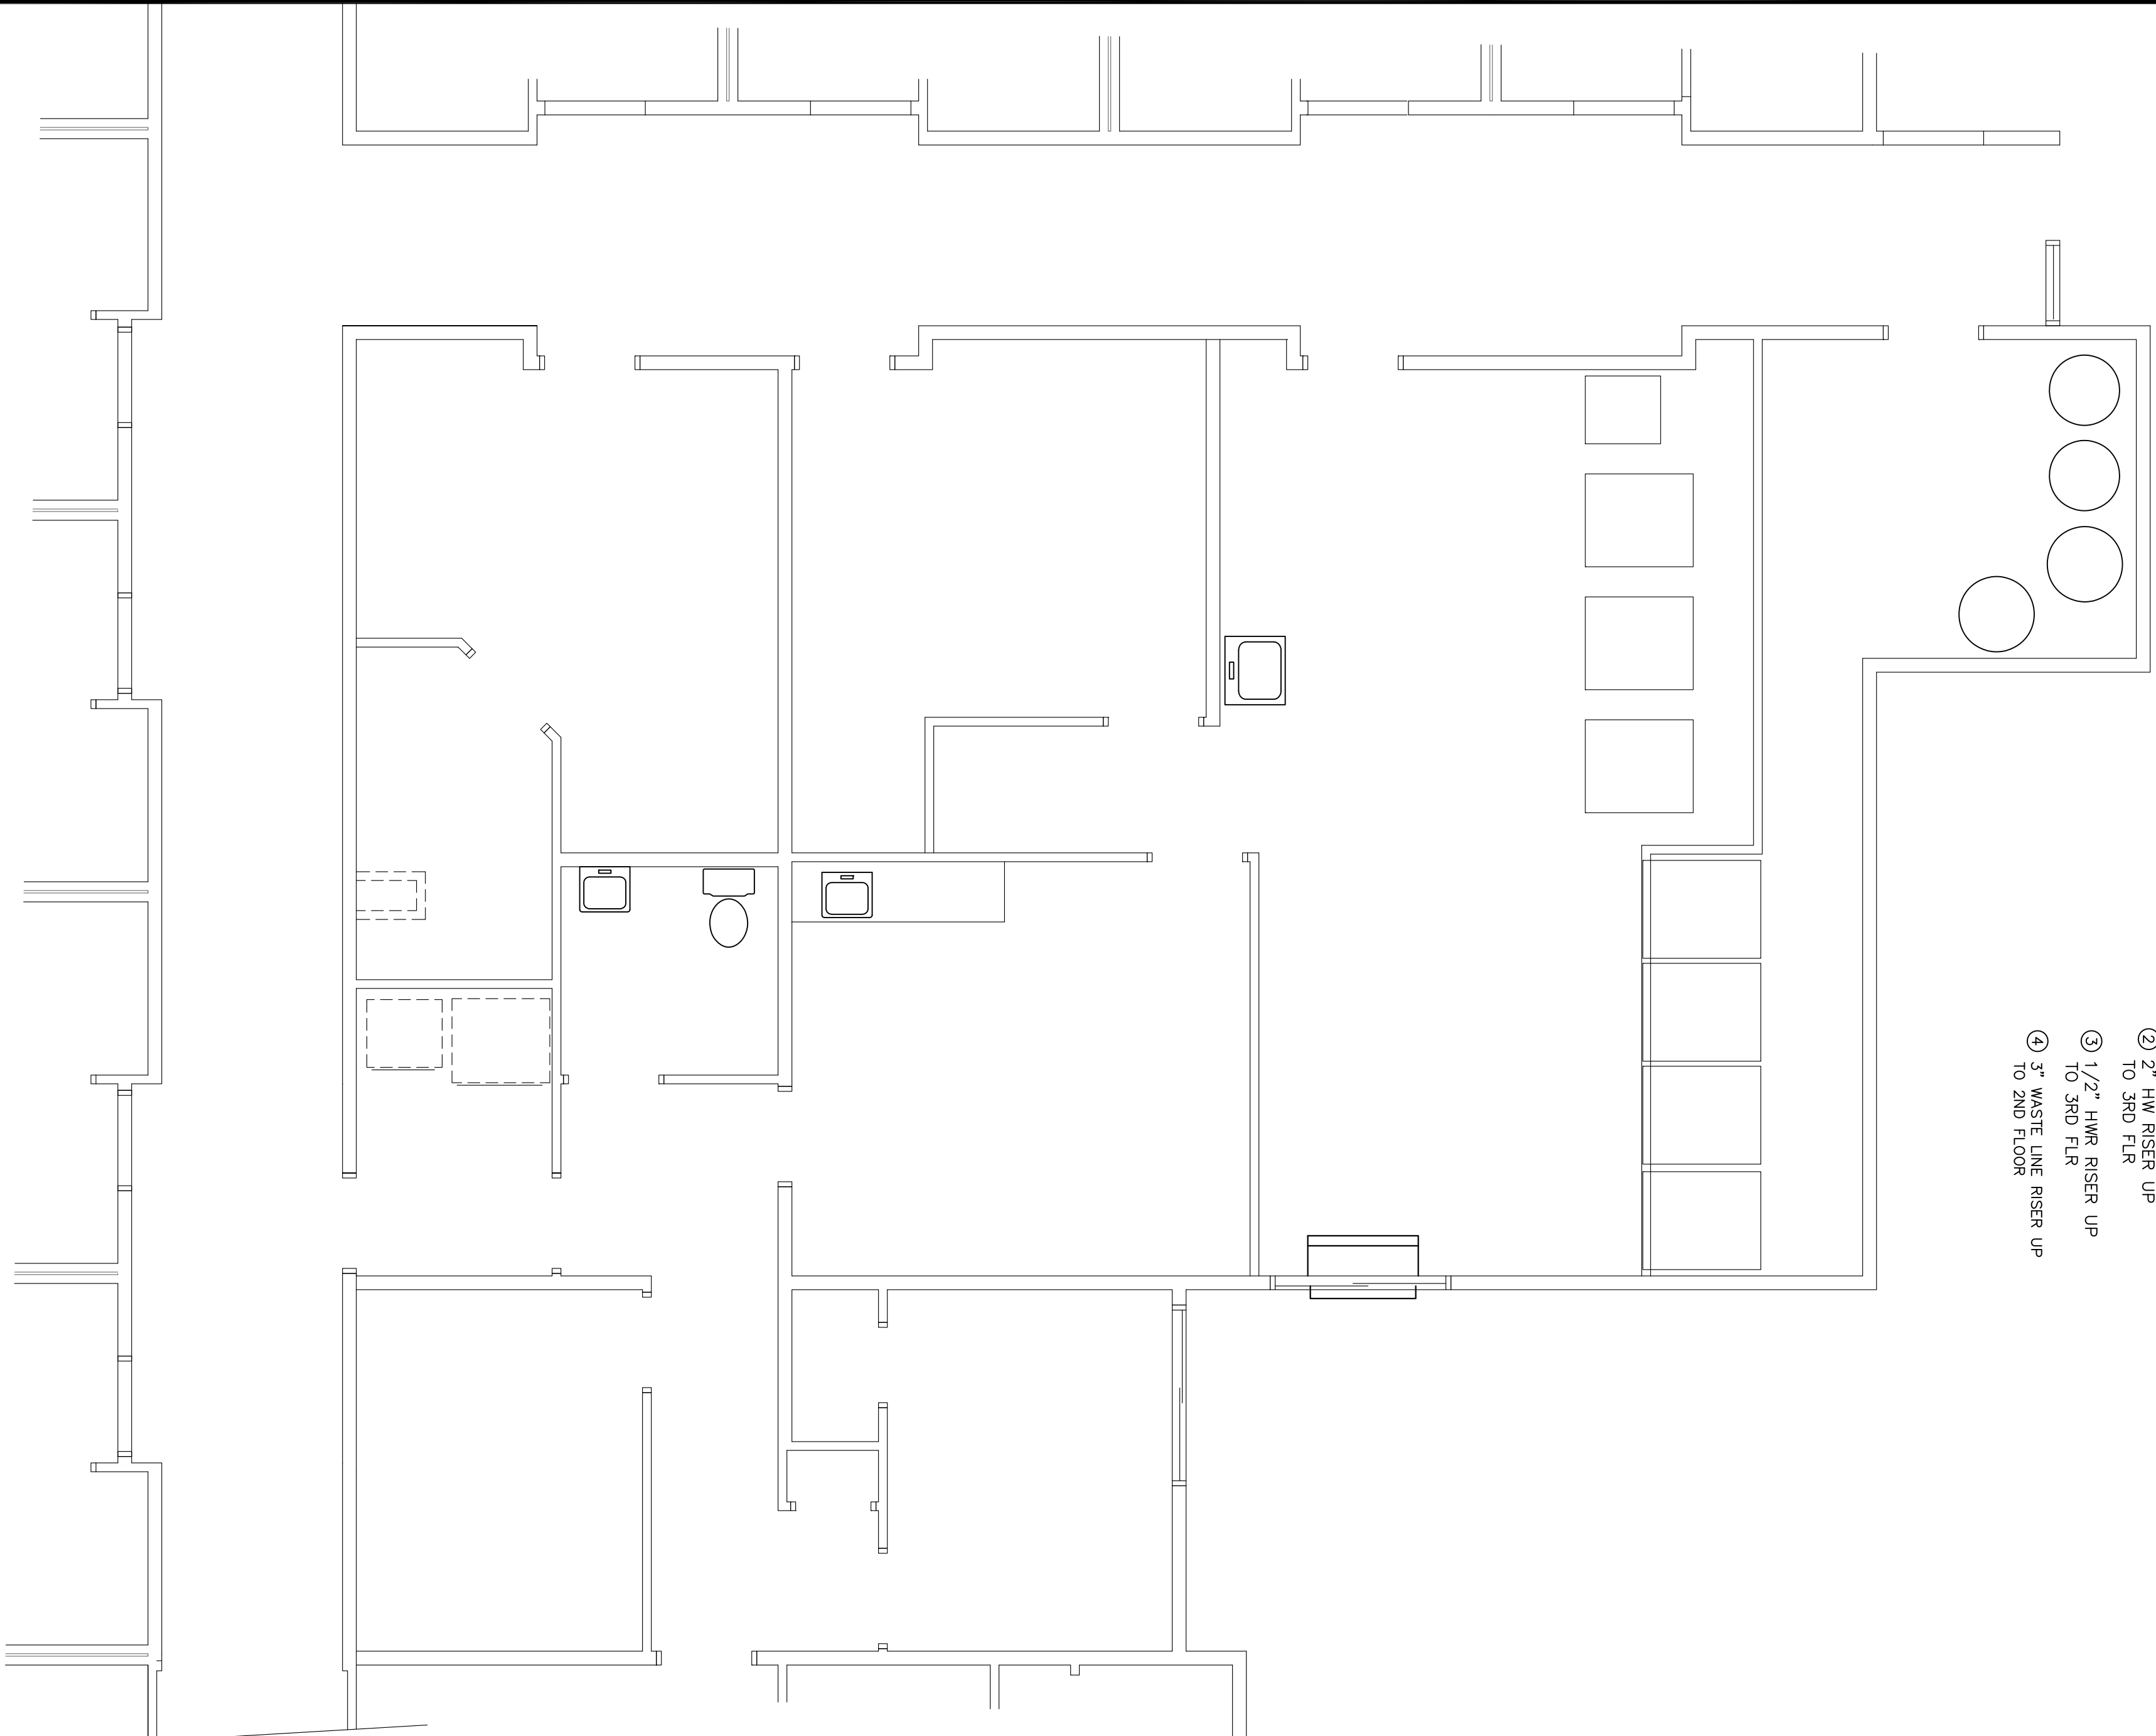 2 2" HW RISER UP
TO 3RD FLR
3 1/2" HWR RISER UP
TO 3RD FLR
4 3" WASTE LINE RISER UP
TO 2ND FLOOR